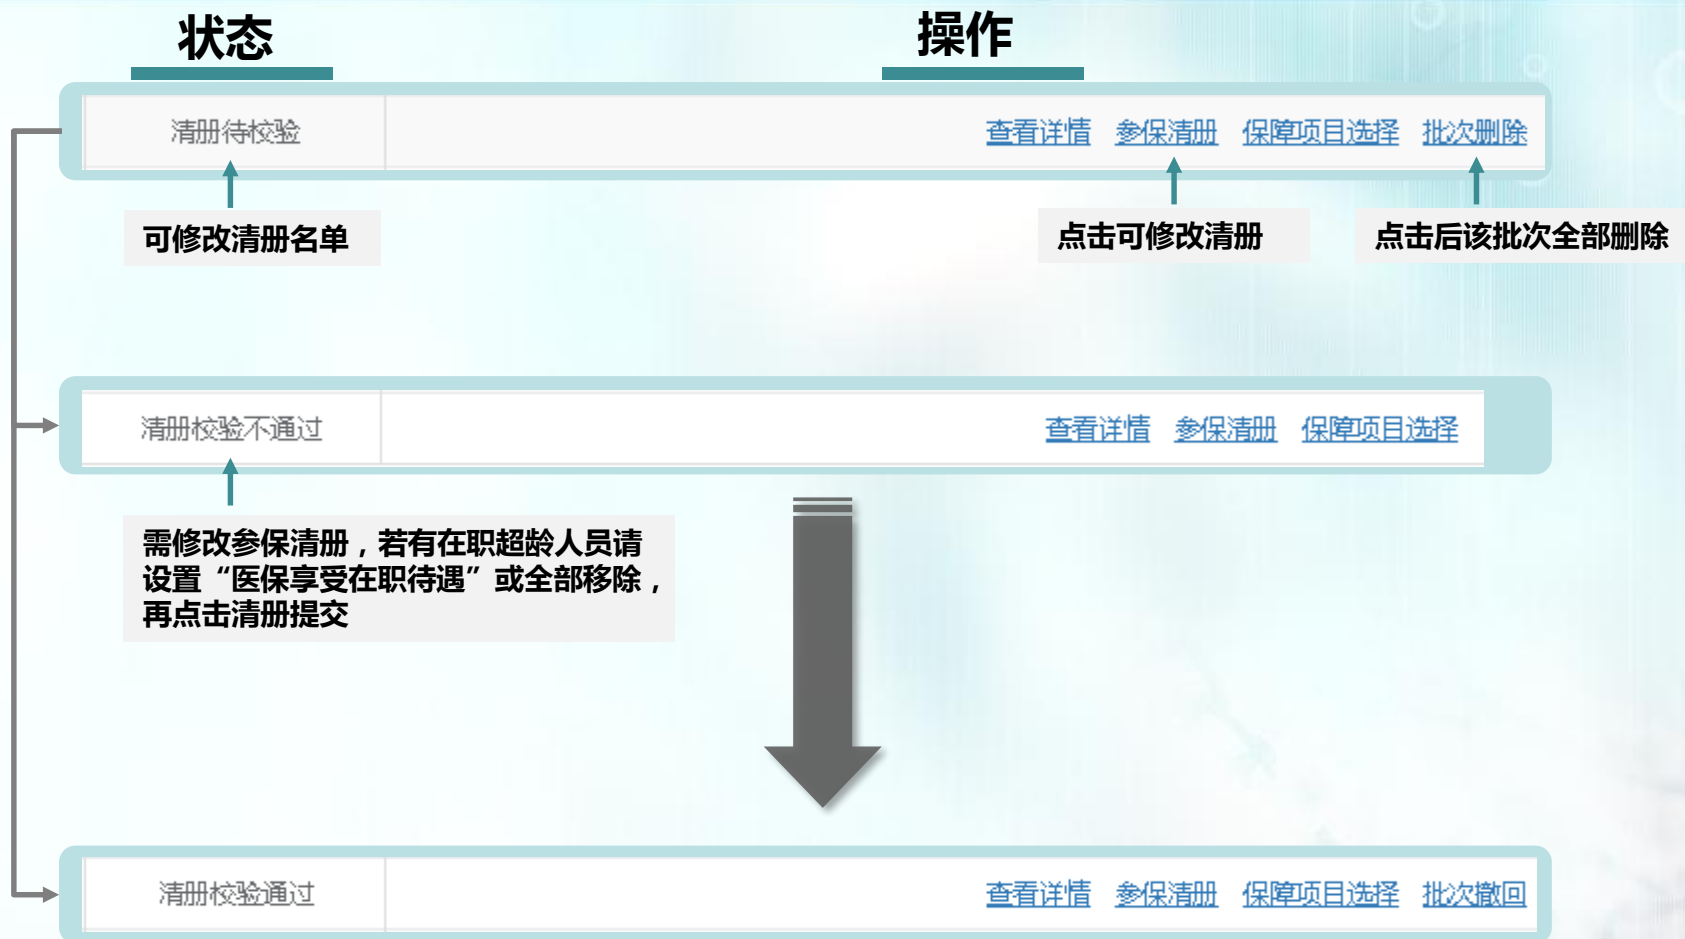 状态
操作
清册待校验
查看详情 参保清册 保障项目选择 批次删除
可修改清册名单
点击可修改清册
点击后该批次全部删除
清册校验不通过
查看详情 参保清册 保障项目选择
需修改参保清册，若有在职超龄人员请
设置“医保享受在职待遇”或全部移除，
再点击清册提交
清册校验通过
查看详情 参保清册 保障项目选择 批次撤回